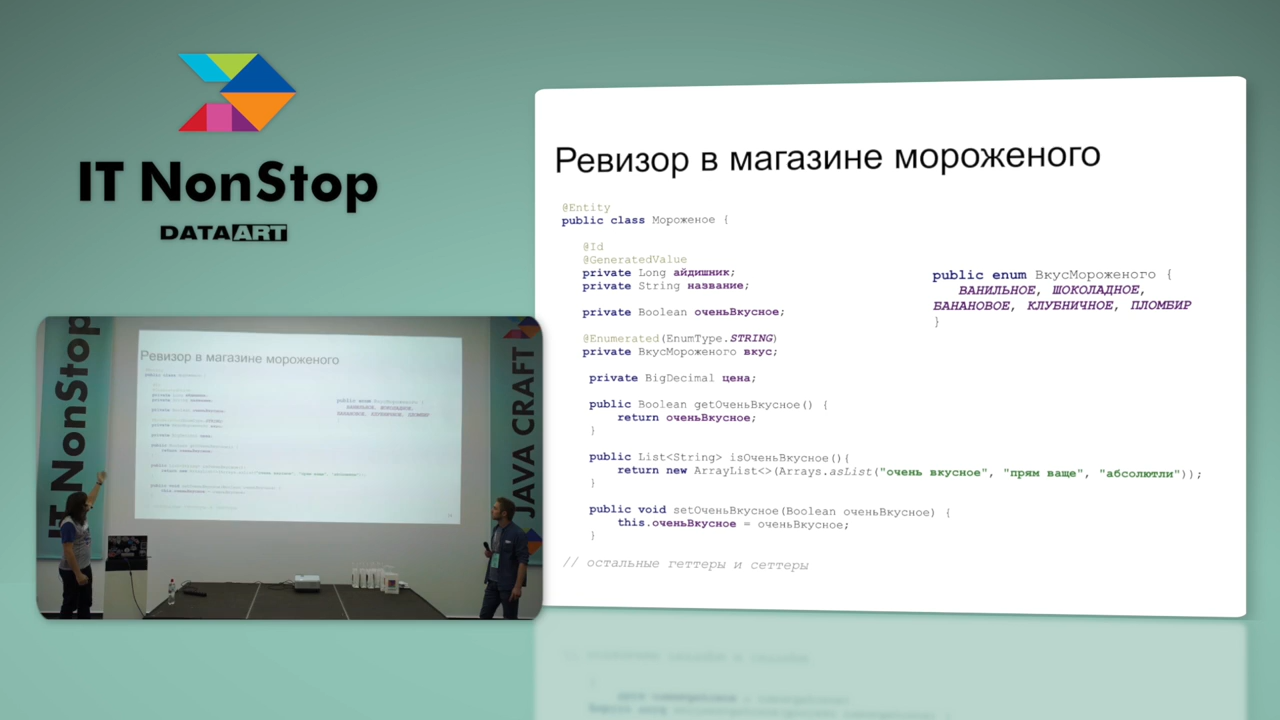 IT NonStop
DATAART
Ревизор в магазине мороженого
@Entity
public class Мороженое {
@Id
@GeneratedValue
private Long айдишник;
private String название;
private Boolean оченьВкусное;
@Enumerated(EnumType.STRING)
private ВкусМороженого вкус;
private BigDecimal цена;
public Boolean getОченьВкусное() {
return оченьВкусное;
}
public List<String> isОченьВкусное(){
return new ArrayList<>(Arrays.asList("очень вкусное", "прям ваще", "абсолютли"));
}
public void setОченьВкусное(Boolean оченьВкусное) {
this.оченьВкусное = оченьВкусное;
}
// остальные геттеры и сеттеры
public enum ВкусМороженого {
ВАНИЛЬНОЕ, ШОКОЛАДНОЕ,
БАНАНОВОЕ, КЛУБНИЧНОЕ, ПЛОМБИР
}
IT NonStop
Ревизор в магазине мороженого
JAVA CRAFT